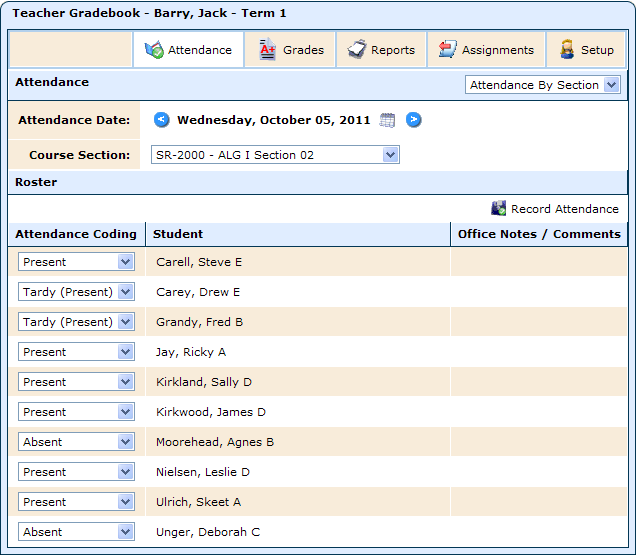 Teacher Gradebook - Barry, Jack - Term 1
Attendance Grades Reports Assignments Setup
Attendance Attendance By Section
Attendance Date: Wednesday, October 05, 2011
Course Section: SR-2000 - ALG I Section 02
Roster
Record Attendance
Attendance Coding Student Office Notes / Comments
Present Carell, Steve E
Tardy (Present) Carey, Drew E
Tardy (Present) Grandy, Fred B
Present Jay, Ricky A
Present Kirkland, Sally D
Present Kirkwood, James D
Absent Moorehead, Agnes B
Present Nielsen, Leslie D
Present Ulrich, Skeet A
Absent Unger, Deborah C